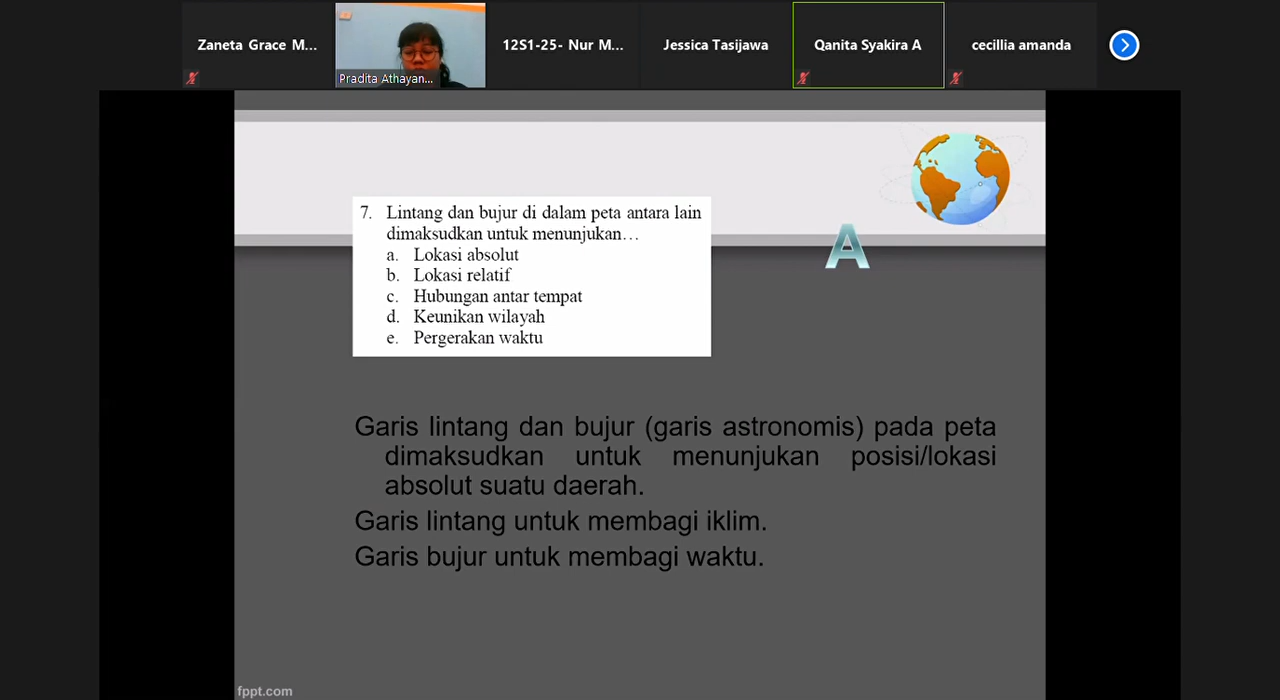 Zaneta Grace M...
Pradita Athayan...
12S1-25- Nur M...
Jessica Tasijawa
Qanita Syakira A
cecillia amanda
7. Lintang dan bujur di dalam peta antara lain
dimaksudkan untuk menunjukan…
a. Lokasi absolut
b. Lokasi relatif
c. Hubungan antar tempat
d. Keunikan wilayah
e. Pergerakan waktu
A
Garis lintang dan bujur (garis astronomis) pada peta
dimaksudkan untuk menunjukan posisi/lokasi
absolut suatu daerah.
Garis lintang untuk membagi iklim.
Garis bujur untuk membagi waktu.
fppt.com